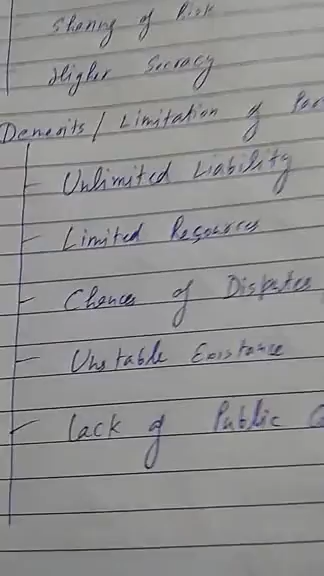 Sharing of Risk
Higher Secracy
Demerits / Limitation of
Unlimited Liability
Limited Resources
Chances of Disputes
Unstable Existance
Lack of Public